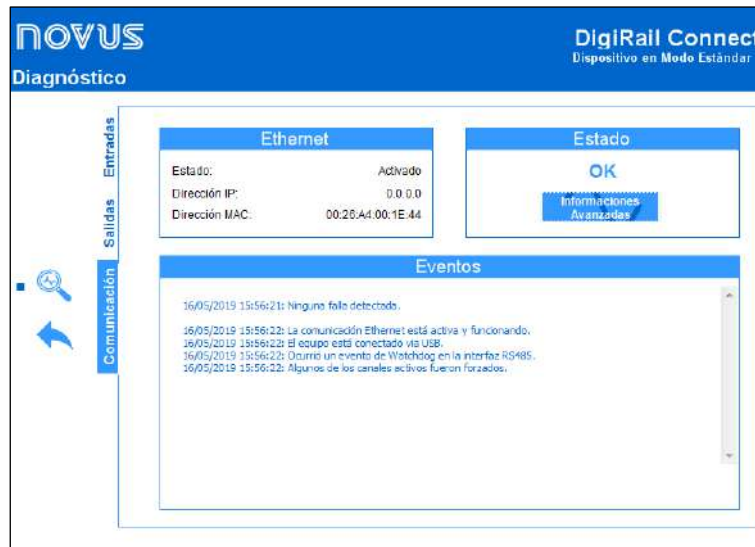 NOVUS
DigiRail Connect
Dispositivo en Modo Estándar
Diagnóstico
Entradas
Salidas
Comunicación
Ethernet
Estado: Activado
Dirección IP: 0.0.0.0
Dirección MAC: 00:26:A4:00:1E:44
Estado
OK
Informaciones
Avanzadas
Eventos
16/05/2019 15:56:21: Ninguna falla detectada.
16/05/2019 15:56:22: La comunicación Ethernet está activa y funcionando.
16/05/2019 15:56:22: El equipo está conectado via USB.
16/05/2019 15:56:22: Ocurrió un evento de Watchdog en la interfaz RS485.
16/05/2019 15:56:22: Algunos de los canales activos fueron forzados.